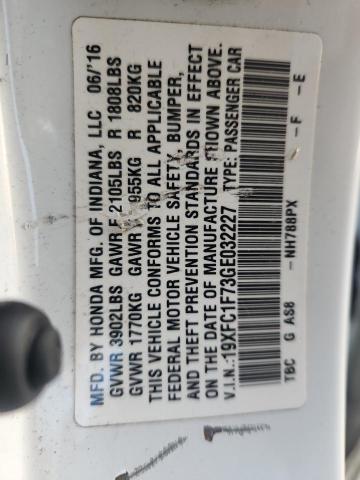 MFD. BY HONDA MFG. OF INDIANA, LLC 06/'16
GVWR 3902LBS GAWR F 2105LBS R 1808LBS
GVWR 1770KG GAWR F 955KG R 820KG
THIS VEHICLE CONFORMS TO ALL APPLICABLE
FEDERAL MOTOR VEHICLE SAFETY, BUMPER,
AND THEFT PREVENTION STANDARDS IN EFFECT
ON THE DATE OF MANUFACTURE SHOWN ABOVE.
V.I.N.: 19XFC1F73GE032227 TYPE: PASSENGER CAR
TBC G AS8 -NH788PX -F -E